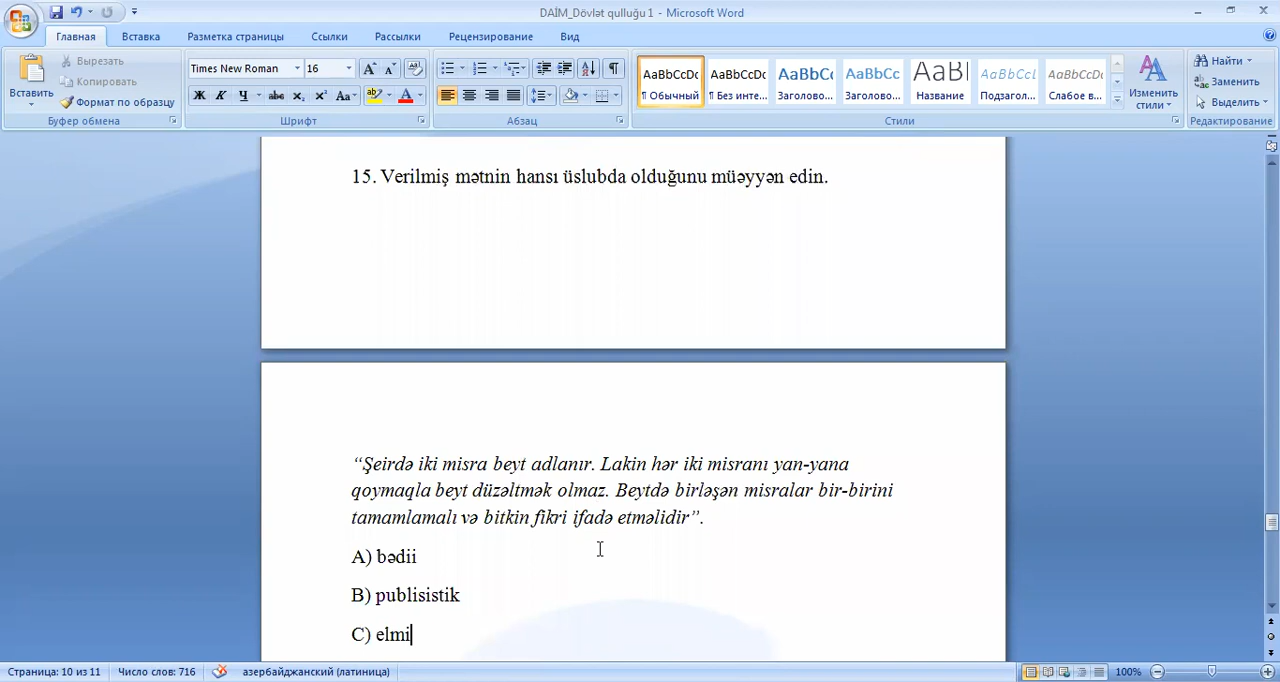 DAİM_Dövlət qulluğu 1 - Microsoft Word
Главная Вставка Разметка страницы Ссылки Рассылки Рецензирование Вид
Вставить
Вырезать
Копировать
Формат по образцу
Буфер обмена
Times New Roman 16
Ж К Ч abc x₂ x² Aa ab A
Шрифт
Абзац
AaBbCcDc AaBbCcDc AaBbCc AaBbCc AaBl AaBbCcL AaBbCcDc
¶ Обычный ¶ Без инте... Заголово... Заголово... Название Подзагол... Слабое в...
Стили
Изменить
стили
Найти
Заменить
Выделить
Редактирование
15. Verilmiş mətnin hansı üslubda olduğunu müəyyən edin.
“Şeirdə iki misra beyt adlanır. Lakin hər iki misranı yan-yana
qoymaqla beyt düzəltmək olmaz. Beytdə birləşən misralar bir-birini
tamamlamalı və bitkin fikri ifadə etməlidir”.
A) bədii
B) publisistik
C) elmi
Страница: 10 из 11 Число слов: 716 азербайджанский (латиница) 100%